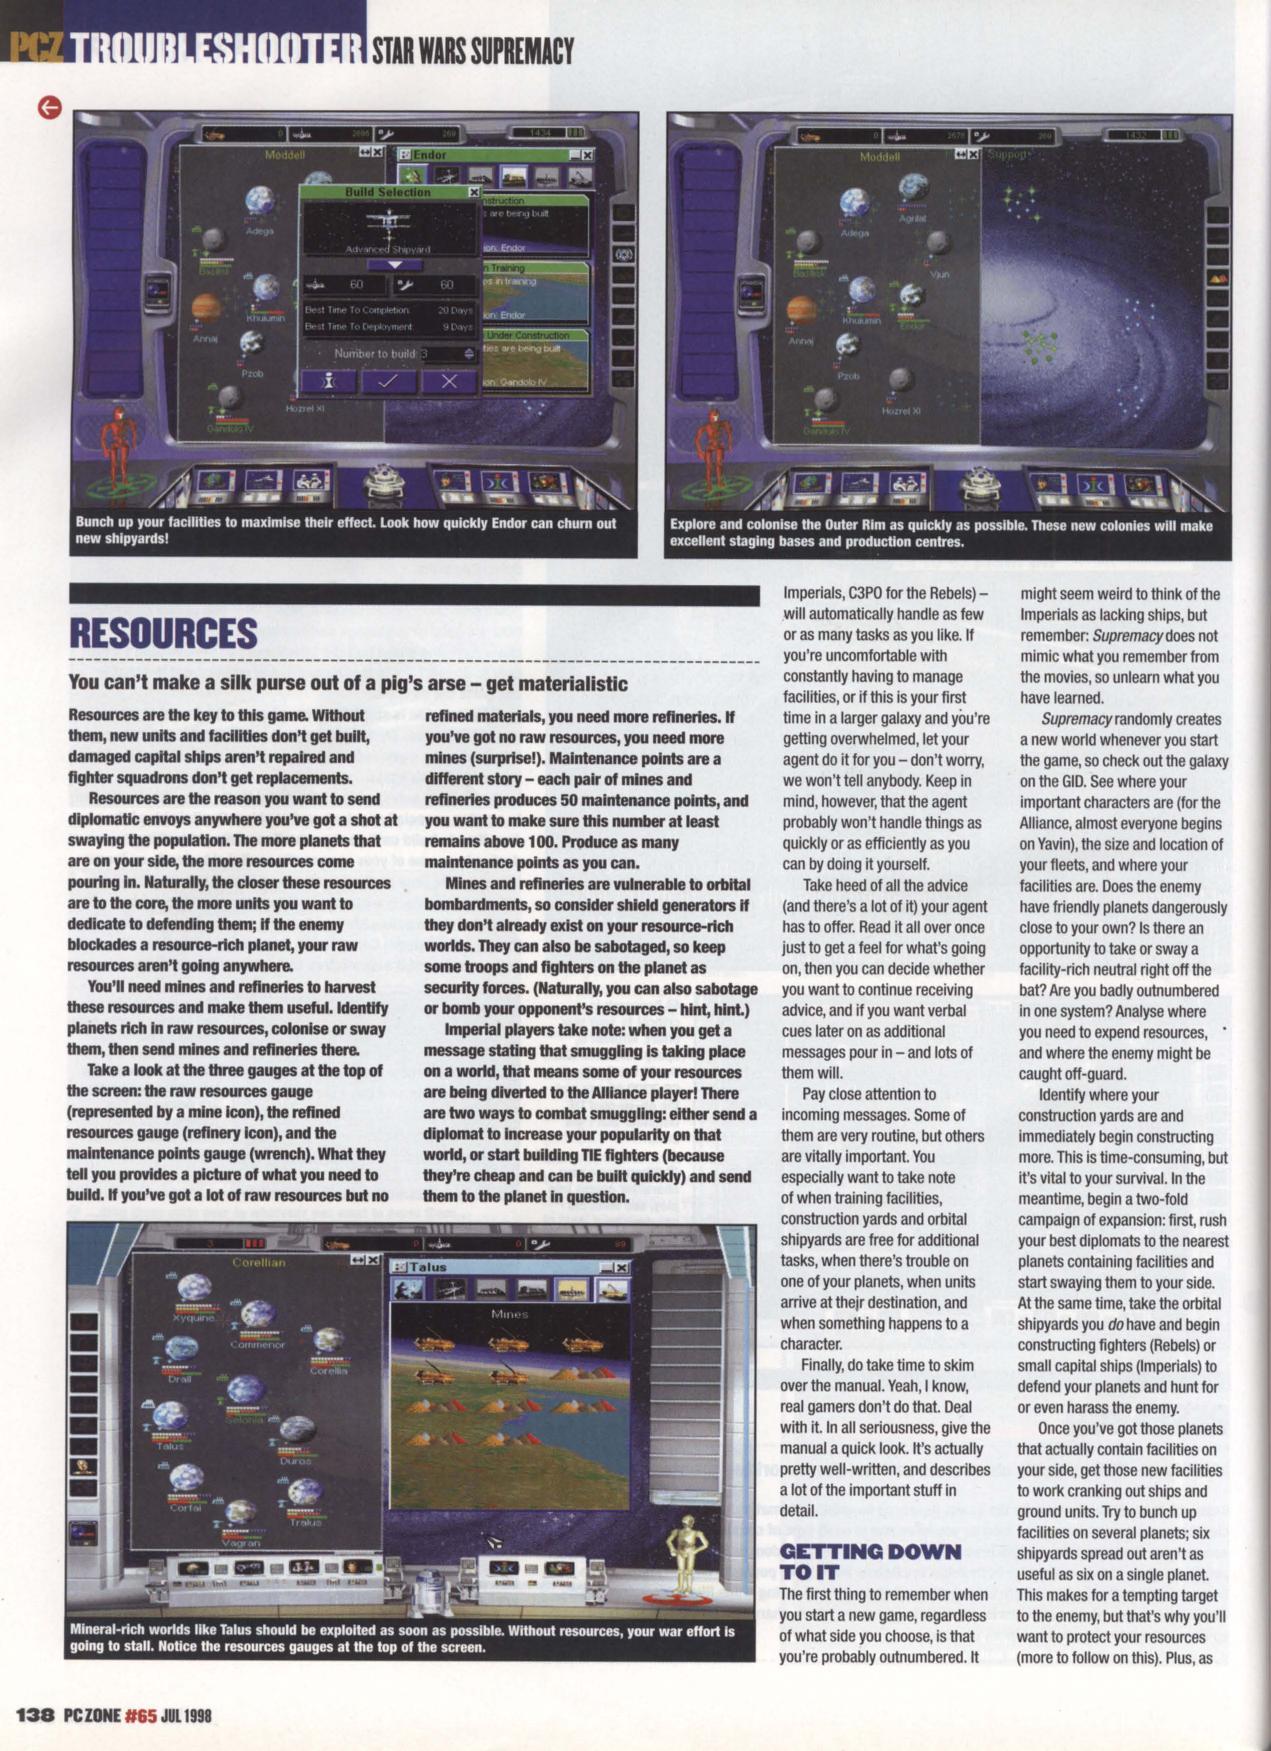 PCZ TROUBLESHOOTER STAR WARS SUPREMACY
0 2696 269 1434
Moddell
Endor
Build Selection
Adega
Advanced Shipyard
60 60
Best Time To Completion: 20 Days
Best Time To Deployment: 9 Days
Number to build: 3
Khuiumin
Annaj
Pzob
Hozrel XI
Gandolo IV
nstruction
s are being built
ion: Endor
n Training
ps in training
ion: Endor
Under Construction
ties are being built
on: Gandolo IV
Bunch up your facilities to maximise their effect. Look how quickly Endor can churn out
new shipyards!
0 2676 269 1432
Moddell
Support
Adega
Agrilat
Vjun
Khuiumin
Endor
Annaj
Pzob
Hozrel XI
Gandolo IV
Explore and colonise the Outer Rim as quickly as possible. These new colonies will make
excellent staging bases and production centres.
RESOURCES
You can't make a silk purse out of a pig's arse – get materialistic
Resources are the key to this game. Without
them, new units and facilities don't get built,
damaged capital ships aren't repaired and
fighter squadrons don't get replacements.
Resources are the reason you want to send
diplomatic envoys anywhere you've got a shot at
swaying the population. The more planets that
are on your side, the more resources come
pouring in. Naturally, the closer these resources
are to the core, the more units you want to
dedicate to defending them; if the enemy
blockades a resource-rich planet, your raw
resources aren't going anywhere.
You'll need mines and refineries to harvest
these resources and make them useful. Identify
planets rich in raw resources, colonise or sway
them, then send mines and refineries there.
Take a look at the three gauges at the top of
the screen: the raw resources gauge
(represented by a mine icon), the refined
resources gauge (refinery icon), and the
maintenance points gauge (wrench). What they
tell you provides a picture of what you need to
build. If you've got a lot of raw resources but no
refined materials, you need more refineries. If
you've got no raw resources, you need more
mines (surprise!). Maintenance points are a
different story – each pair of mines and
refineries produces 50 maintenance points, and
you want to make sure this number at least
remains above 100. Produce as many
maintenance points as you can.
Mines and refineries are vulnerable to orbital
bombardments, so consider shield generators if
they don't already exist on your resource-rich
worlds. They can also be sabotaged, so keep
some troops and fighters on the planet as
security forces. (Naturally, you can also sabotage
or bomb your opponent's resources – hint, hint.)
Imperial players take note: when you get a
message stating that smuggling is taking place
on a world, that means some of your resources
are being diverted to the Alliance player! There
are two ways to combat smuggling: either send a
diplomat to increase your popularity on that
world, or start building TIE fighters (because
they're cheap and can be built quickly) and send
them to the planet in question.
3 0 0 89
Corellian
Talus
Mines
Xyquine
Commenor
Corellia
Drall
Selonia
Talus
Duros
Corfai
Tralus
Vagran
Mineral-rich worlds like Talus should be exploited as soon as possible. Without resources, your war effort is
going to stall. Notice the resources gauges at the top of the screen.
Imperials, C3PO for the Rebels) –
will automatically handle as few
or as many tasks as you like. If
you're uncomfortable with
constantly having to manage
facilities, or if this is your first
time in a larger galaxy and you're
getting overwhelmed, let your
agent do it for you – don't worry,
we won't tell anybody. Keep in
mind, however, that the agent
probably won't handle things as
quickly or as efficiently as you
can by doing it yourself.
Take heed of all the advice
(and there's a lot of it) your agent
has to offer. Read it all over once
just to get a feel for what's going
on, then you can decide whether
you want to continue receiving
advice, and if you want verbal
cues later on as additional
messages pour in – and lots of
them will.
Pay close attention to
incoming messages. Some of
them are very routine, but others
are vitally important. You
especially want to take note
of when training facilities,
construction yards and orbital
shipyards are free for additional
tasks, when there's trouble on
one of your planets, when units
arrive at thejr destination, and
when something happens to a
character.
Finally, do take time to skim
over the manual. Yeah, I know,
real gamers don't do that. Deal
with it. In all seriousness, give the
manual a quick look. It's actually
pretty well-written, and describes
a lot of the important stuff in
detail.
GETTING DOWN
TO IT
The first thing to remember when
you start a new game, regardless
of what side you choose, is that
you're probably outnumbered. It
might seem weird to think of the
Imperials as lacking ships, but
remember: Supremacy does not
mimic what you remember from
the movies, so unlearn what you
have learned.
Supremacy randomly creates
a new world whenever you start
the game, so check out the galaxy
on the GID. See where your
important characters are (for the
Alliance, almost everyone begins
on Yavin), the size and location of
your fleets, and where your
facilities are. Does the enemy
have friendly planets dangerously
close to your own? Is there an
opportunity to take or sway a
facility-rich neutral right off the
bat? Are you badly outnumbered
in one system? Analyse where
you need to expend resources,
and where the enemy might be
caught off-guard.
Identify where your
construction yards are and
immediately begin constructing
more. This is time-consuming, but
it's vital to your survival. In the
meantime, begin a two-fold
campaign of expansion: first, rush
your best diplomats to the nearest
planets containing facilities and
start swaying them to your side.
At the same time, take the orbital
shipyards you do have and begin
constructing fighters (Rebels) or
small capital ships (Imperials) to
defend your planets and hunt for
or even harass the enemy.
Once you've got those planets
that actually contain facilities on
your side, get those new facilities
to work cranking out ships and
ground units. Try to bunch up
facilities on several planets; six
shipyards spread out aren't as
useful as six on a single planet.
This makes for a tempting target
to the enemy, but that's why you'll
want to protect your resources
(more to follow on this). Plus, as
138 PC ZONE #65 JUL 1998